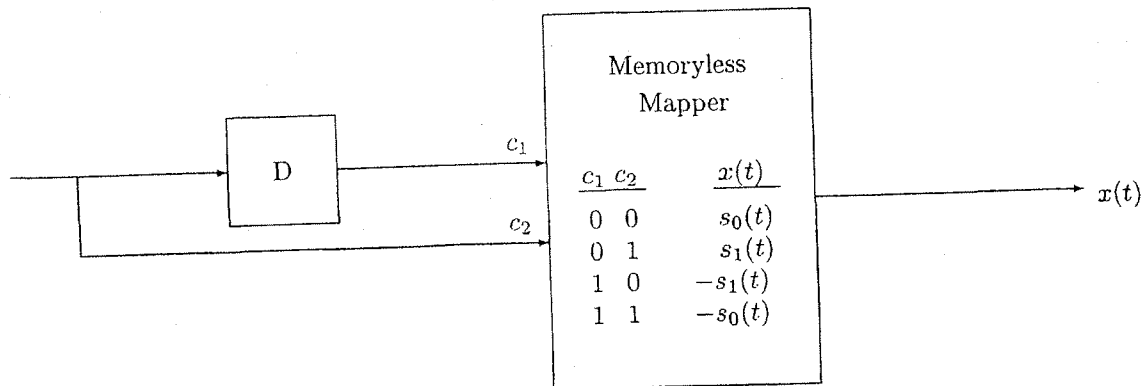 Memoryless
Mapper
D
c₁
c₂
x(t)
c₁ c₂ x(t)
0 0 s₀(t)
0 1 s₁(t)
1 0 −s₁(t)
1 1 −s₀(t)